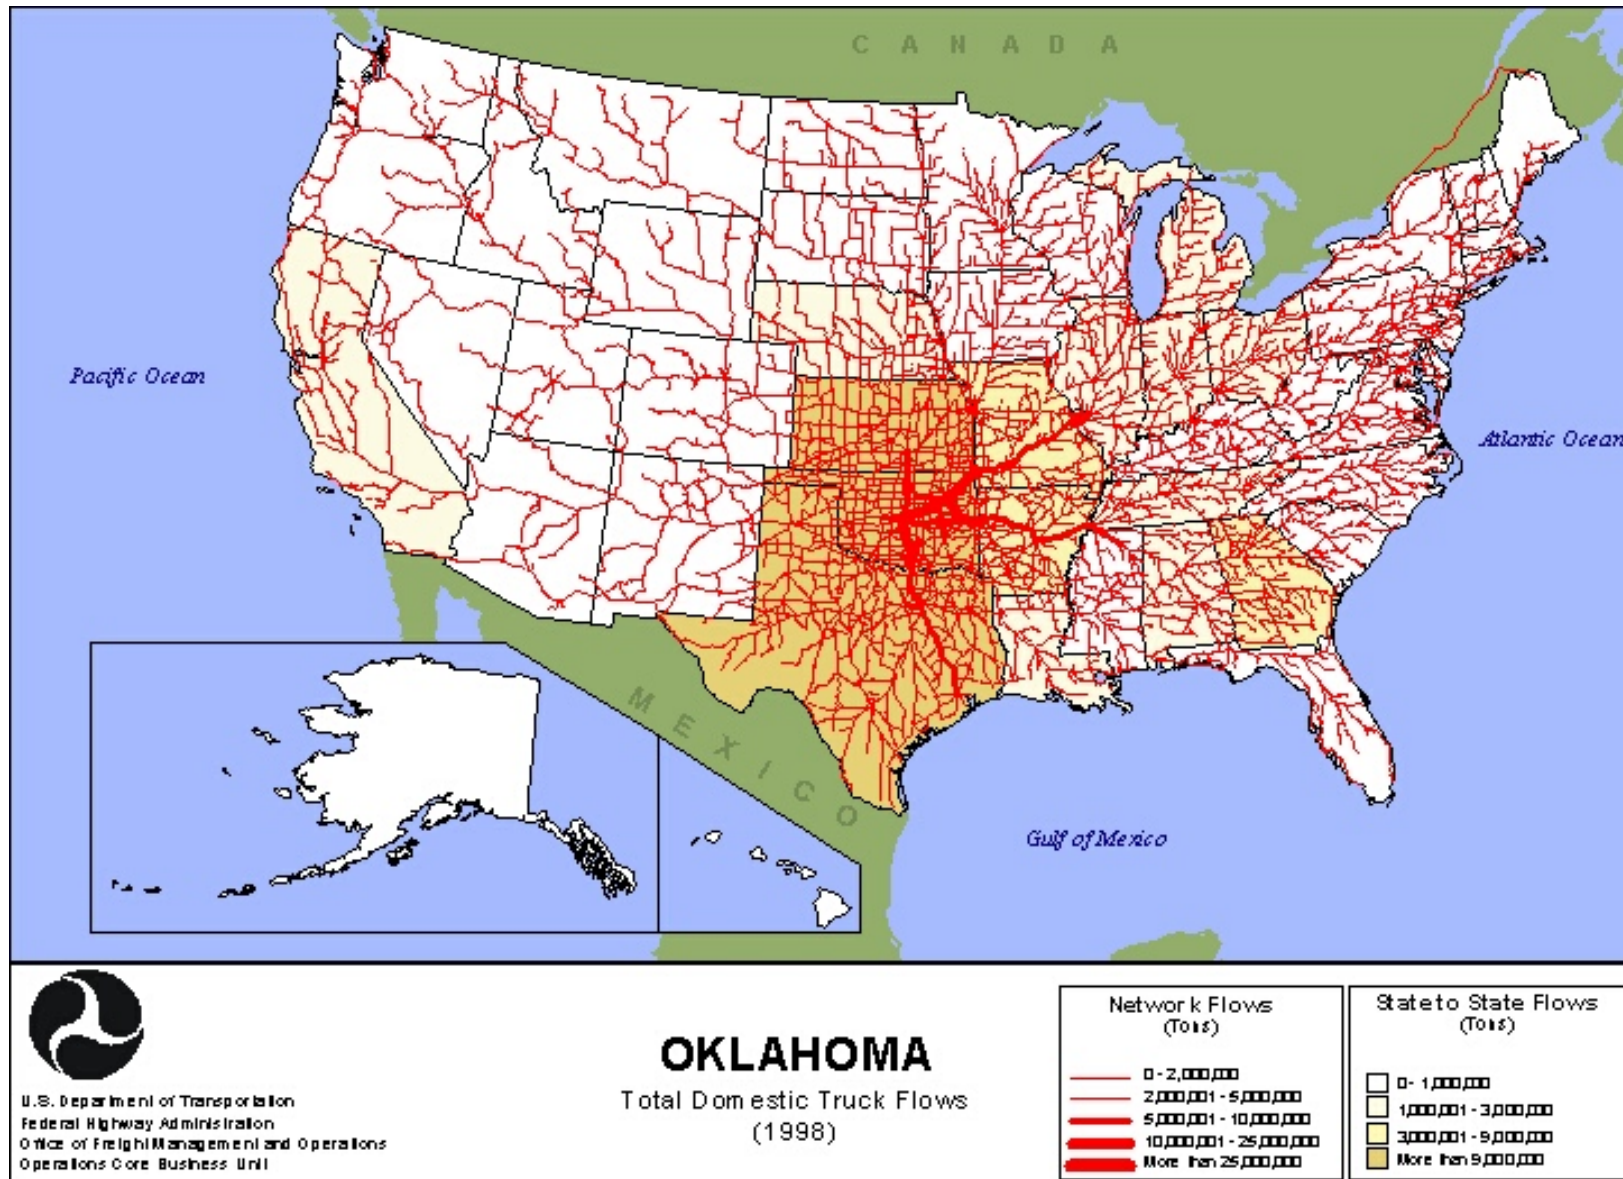 CANADA
Pacific Ocean
Atlantic Ocean
MEXICO
Gulf of Mexico
OKLAHOMA
Total Domestic Truck Flows
(1998)
U.S. Department of Transportation
Federal Highway Administration
Office of Freight Management and Operations
Operations Core Business Unit
Network Flows
(Tons)
0 - 2,000,000
2,000,001 - 5,000,000
5,000,001 - 10,000,000
10,000,001 - 25,000,000
More than 25,000,000
State to State Flows
(Tons)
0 - 1,000,000
1,000,001 - 3,000,000
3,000,001 - 9,000,000
More than 9,000,000